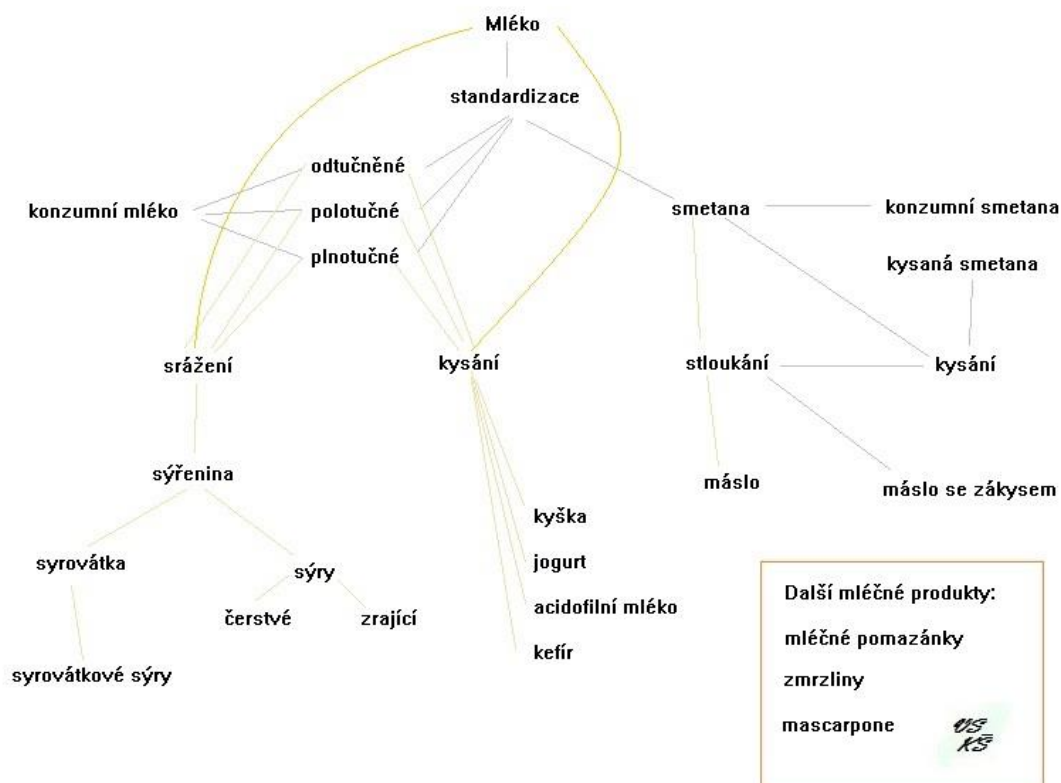 Mléko
standardizace
odtučněné
konzumní mléko
polotučné
plnotučné
smetana
konzumní smetana
kysaná smetana
srážení
kysání
stloukání
kysání
sýřenina
máslo
máslo se zákysem
kyška
syrovátka
sýry
jogurt
čerstvé
zrající
acidofilní mléko
syrovátkové sýry
kefír
Další mléčné produkty:
mléčné pomazánky
zmrzliny
mascarpone
VS
KŠ